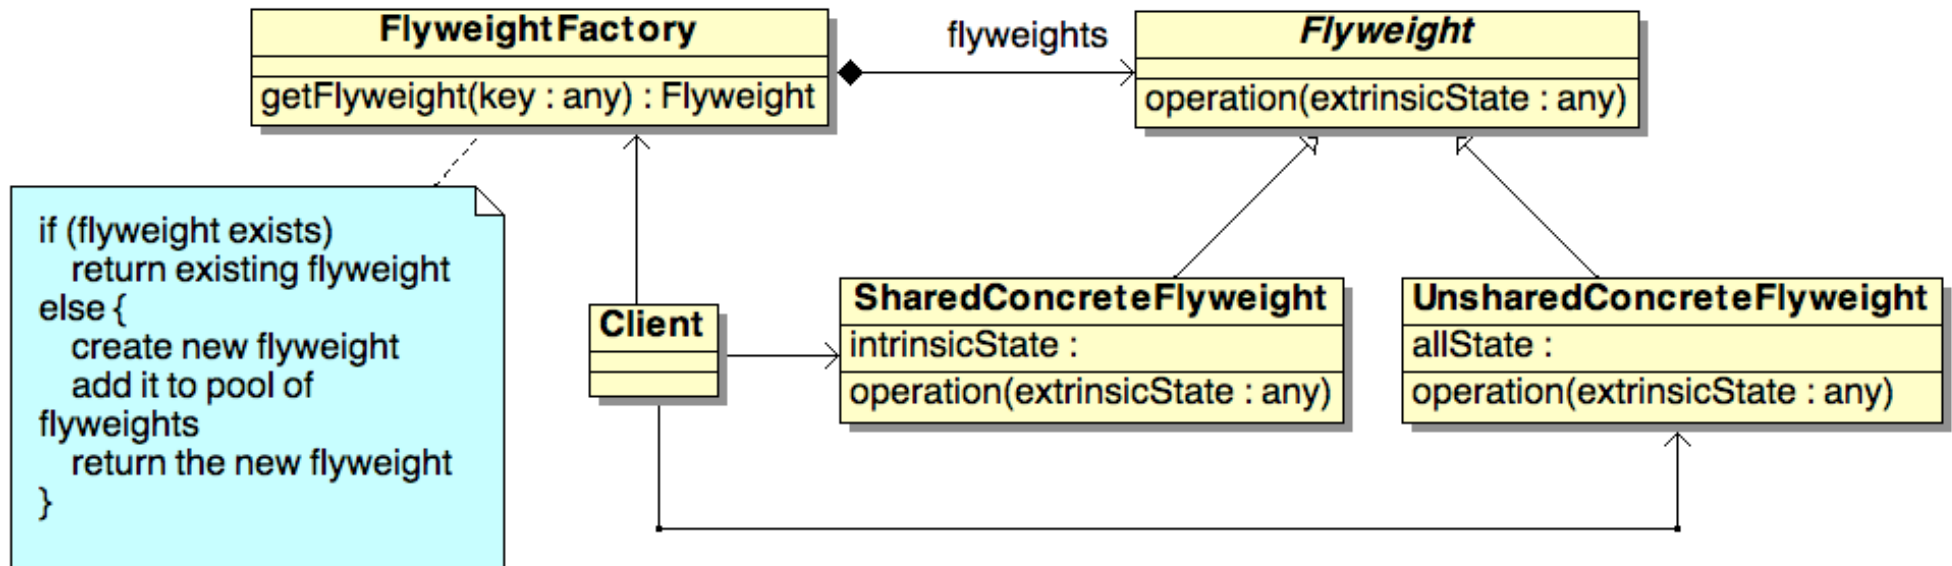 FlyweightFactory
getFlyweight(key : any) : Flyweight
flyweights
Flyweight
operation(extrinsicState : any)
if (flyweight exists)
return existing flyweight
else {
create new flyweight
add it to pool of
flyweights
return the new flyweight
}
Client
SharedConcreteFlyweight
intrinsicState :
operation(extrinsicState : any)
UnsharedConcreteFlyweight
allState :
operation(extrinsicState : any)